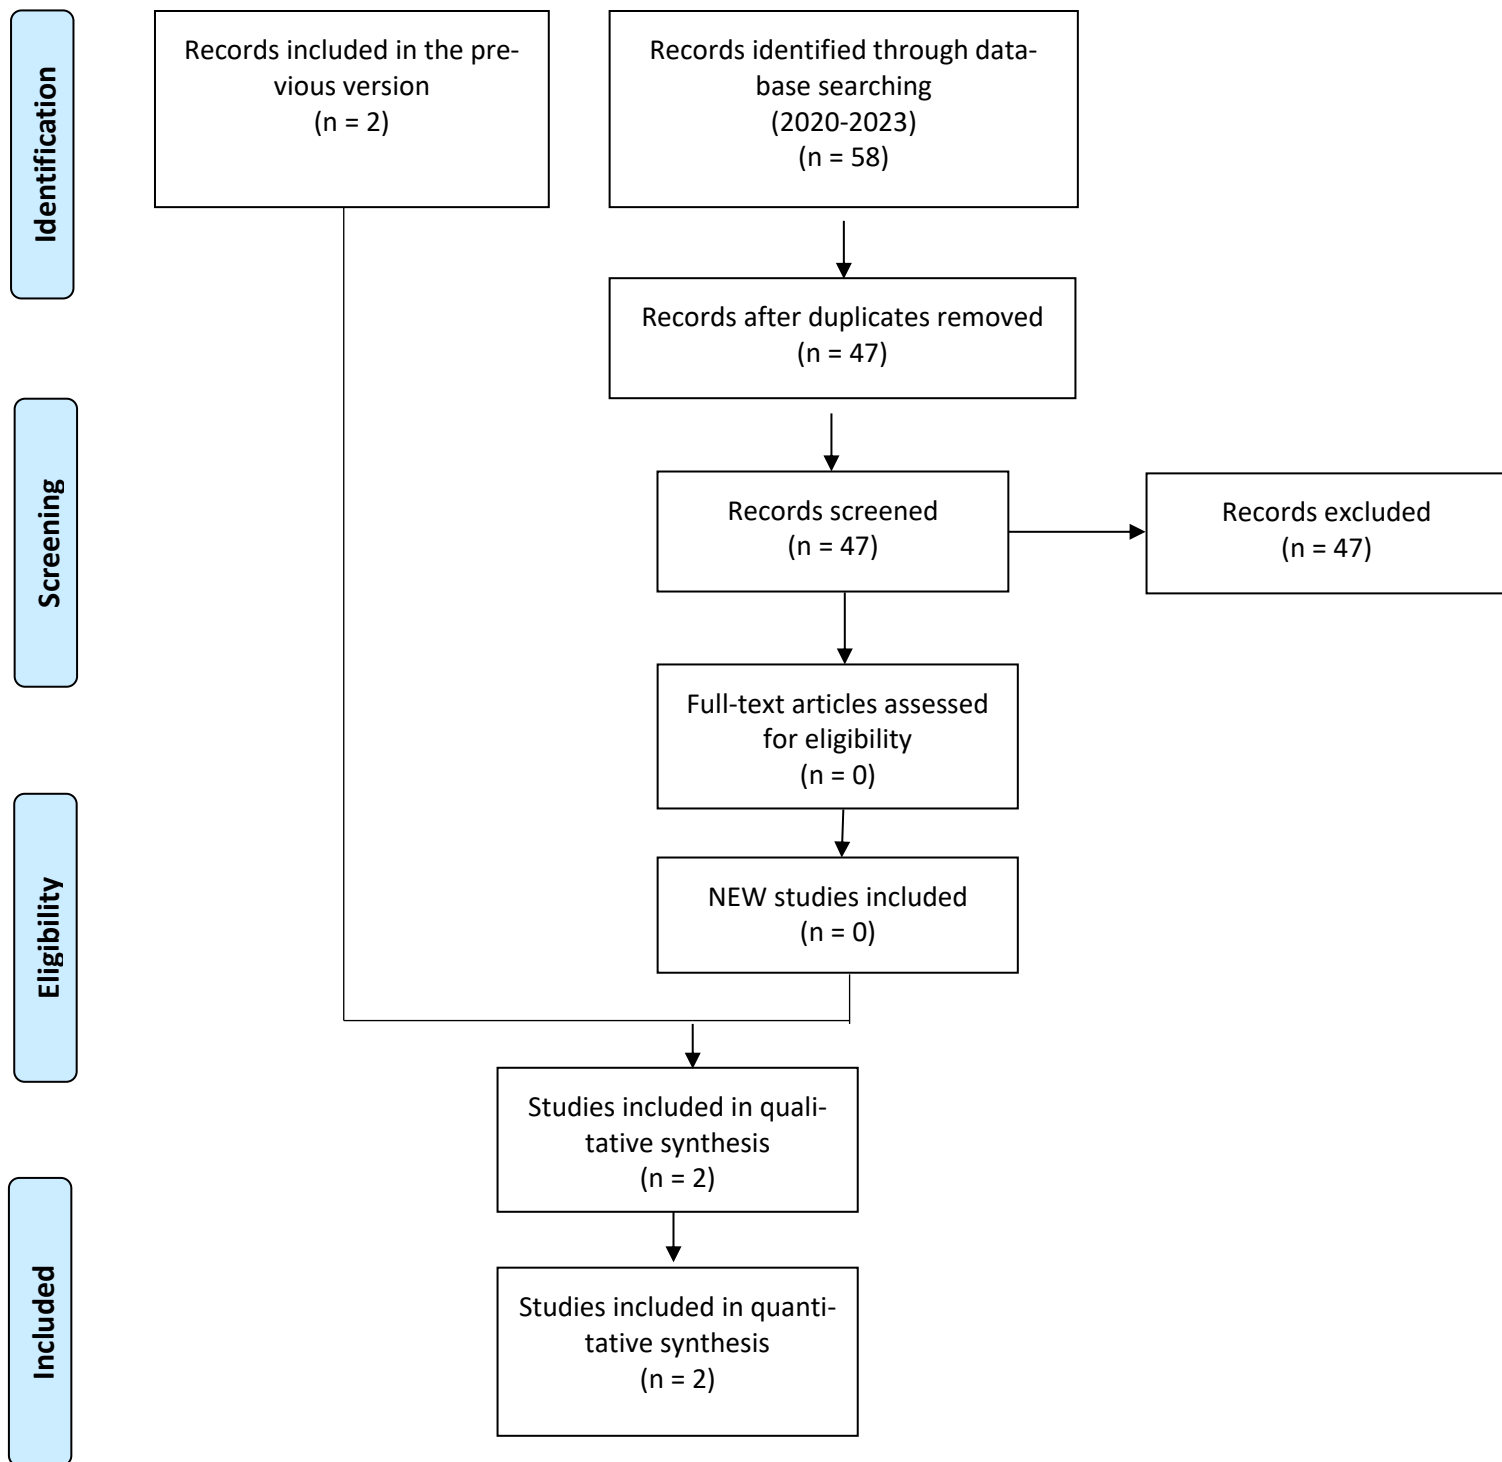 Identification
Records included in the pre-
vious version
(n = 2)
Records identified through data-
base searching
(2020-2023)
(n = 58)
Records after duplicates removed
(n = 47)
Screening
Records screened
(n = 47)
Records excluded
(n = 47)
Full-text articles assessed
for eligibility
(n = 0)
Eligibility
NEW studies included
(n = 0)
Studies included in quali-
tative synthesis
(n = 2)
Included
Studies included in quanti-
tative synthesis
(n = 2)